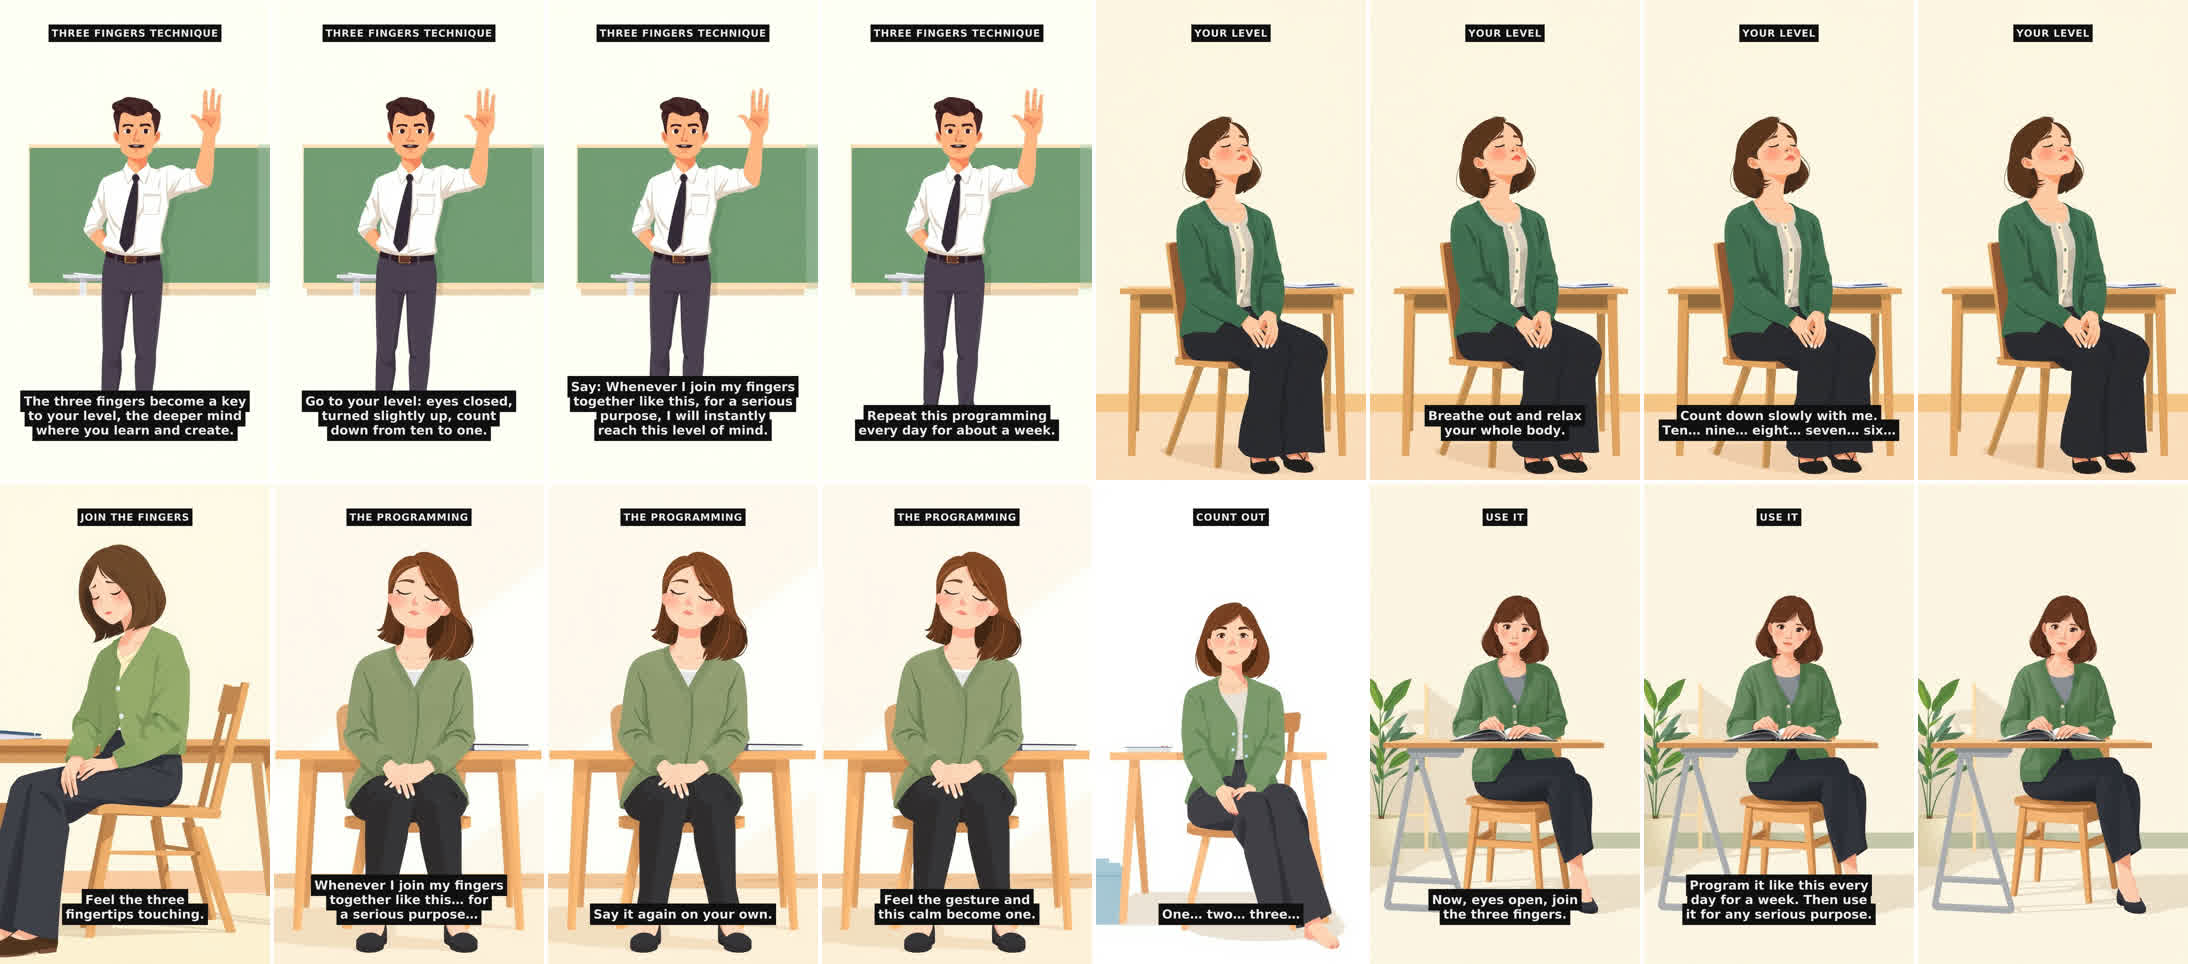 THREE FINGERS TECHNIQUE
The three fingers become a key
to your level, the deeper mind
where you learn and create.
THREE FINGERS TECHNIQUE
Go to your level: eyes closed,
turned slightly up, count
down from ten to one.
THREE FINGERS TECHNIQUE
Say: Whenever I join my fingers
together like this, for a serious
purpose, I will instantly
reach this level of mind.
THREE FINGERS TECHNIQUE
Repeat this programming
every day for about a week.
YOUR LEVEL
YOUR LEVEL
Breathe out and relax
your whole body.
YOUR LEVEL
Count down slowly with me.
Ten… nine… eight… seven… six…
YOUR LEVEL
JOIN THE FINGERS
Feel the three
fingertips touching.
THE PROGRAMMING
Whenever I join my fingers
together like this… for
a serious purpose…
THE PROGRAMMING
Say it again on your own.
THE PROGRAMMING
Feel the gesture and
this calm become one.
COUNT OUT
One… two… three…
USE IT
Now, eyes open, join
the three fingers.
USE IT
Program it like this every
day for a week. Then use
it for any serious purpose.